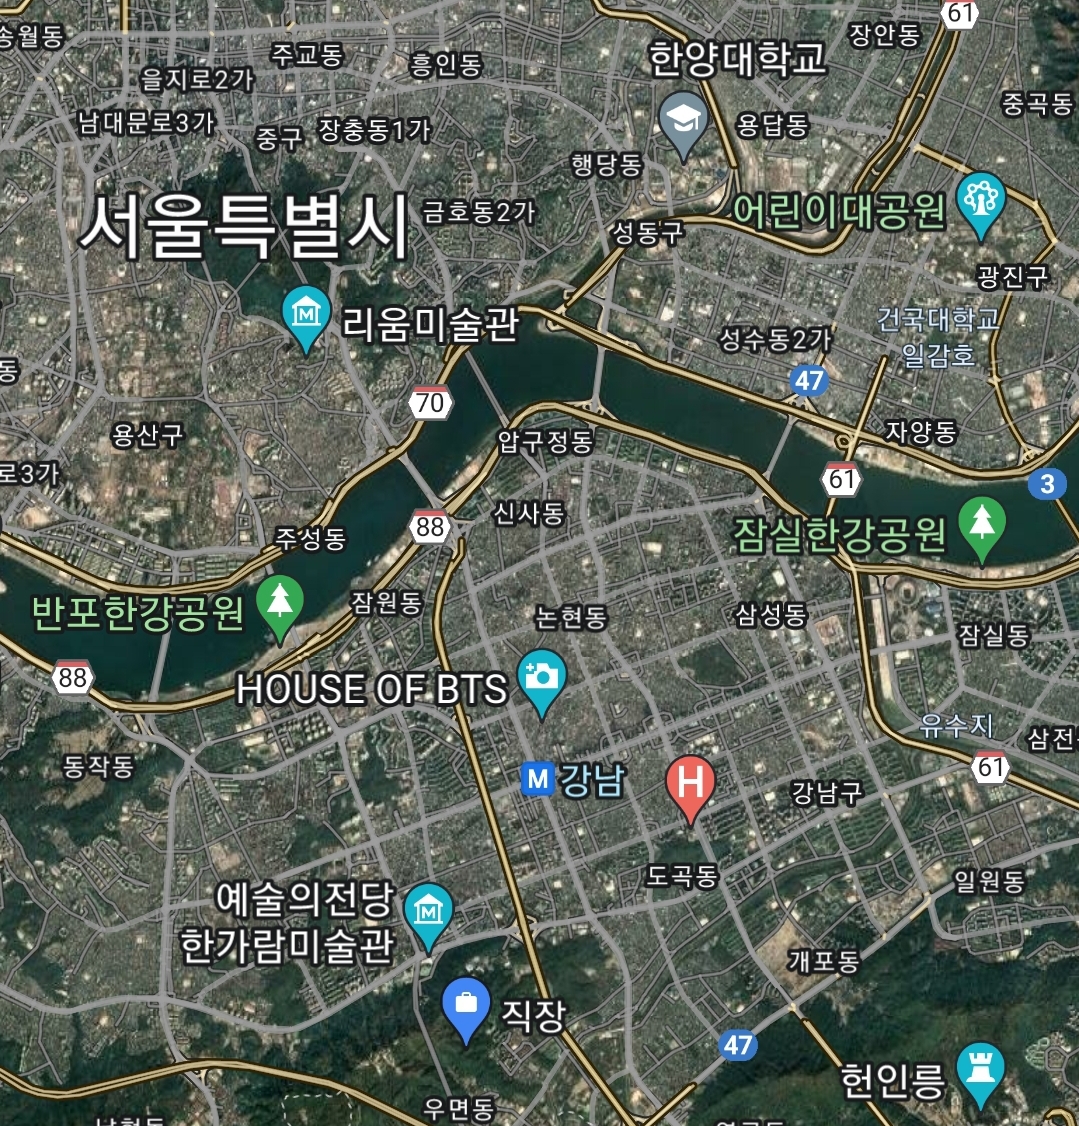 61
송월동
장안동
주교동
한양대학교
흥인동
을지로2가
중곡동
남대문로3가
중구
장충동1가
용답동
행당동
어린이대공원
서울특별시
금호동2가
성동구
광진구
리움미술관
건국대학교
일감호
성수동2가
동
47
70
용산구
압구정동
자양동
로3가
61
3
88
신사동
잠실한강공원
주성동
반포한강공원
잠원동
논현동
삼성동
잠실동
88
HOUSE OF BTS
유수지
삼전
동작동
M 강남
H
61
강남구
도곡동
일원동
예술의전당
한가람미술관
개포동
직장
47
헌인릉
우면동